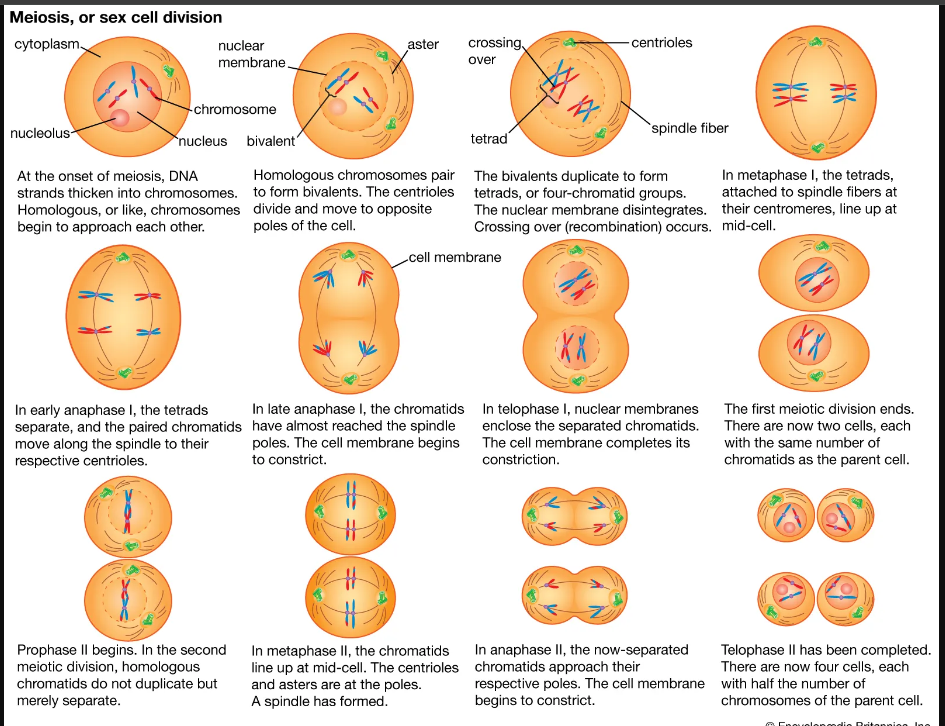 Meiosis, or sex cell division
cytoplasm
nucleolus
chromosome
nucleus
nuclear
membrane
aster
bivalent
crossing
over
centrioles
tetrad
spindle fiber
At the onset of meiosis, DNA
strands thicken into chromosomes.
Homologous, or like, chromosomes
begin to approach each other.
Homologous chromosomes pair
to form bivalents. The centrioles
divide and move to opposite
poles of the cell.
The bivalents duplicate to form
tetrads, or four-chromatid groups.
The nuclear membrane disintegrates.
Crossing over (recombination) occurs.
In metaphase I, the tetrads,
attached to spindle fibers at
their centromeres, line up at
mid-cell.
cell membrane
In early anaphase I, the tetrads
separate, and the paired chromatids
move along the spindle to their
respective centrioles.
In late anaphase I, the chromatids
have almost reached the spindle
poles. The cell membrane begins
to constrict.
In telophase I, nuclear membranes
enclose the separated chromatids.
The cell membrane completes its
constriction.
The first meiotic division ends.
There are now two cells, each
with the same number of
chromatids as the parent cell.
Prophase II begins. In the second
meiotic division, homologous
chromatids do not duplicate but
merely separate.
In metaphase II, the chromatids
line up at mid-cell. The centrioles
and asters are at the poles.
A spindle has formed.
In anaphase II, the now-separated
chromatids approach their
respective poles. The cell membrane
begins to constrict.
Telophase II has been completed.
There are now four cells, each
with half the number of
chromosomes of the parent cell.
© Encyclopædia Britannica, Inc.